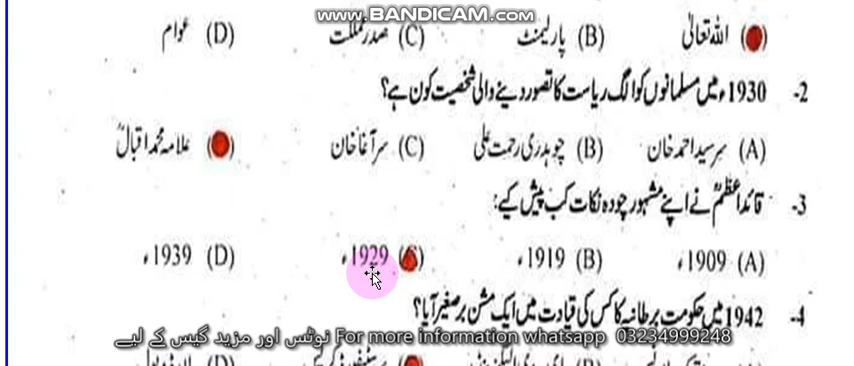 www.BANDICAM.com
اللہ تعالیٰ (B) پارلیمنٹ (C) صدر مملکت (D) عوام
2- 1930ء میں مسلمانوں کو الگ ریاست کا تصور دینے والی شخصیت کون ہے؟
(A) سرسید احمد خان (B) چوہدری رحمت علی (C) سر آغا خان علامہ محمد اقبالؒ
3- قائداعظمؒ نے اپنے مشہور چودہ نکات کب پیش کیے:
(A) 1909ء (B) 1919ء (C) 1929ء (D) 1939ء
4- 1942 میں حکومت برطانیہ کا کس کی قیادت میں ایک مشن برصغیر آیا؟
نوٹس اور مزید گیس کے لیے For more information whatsapp 03234999248